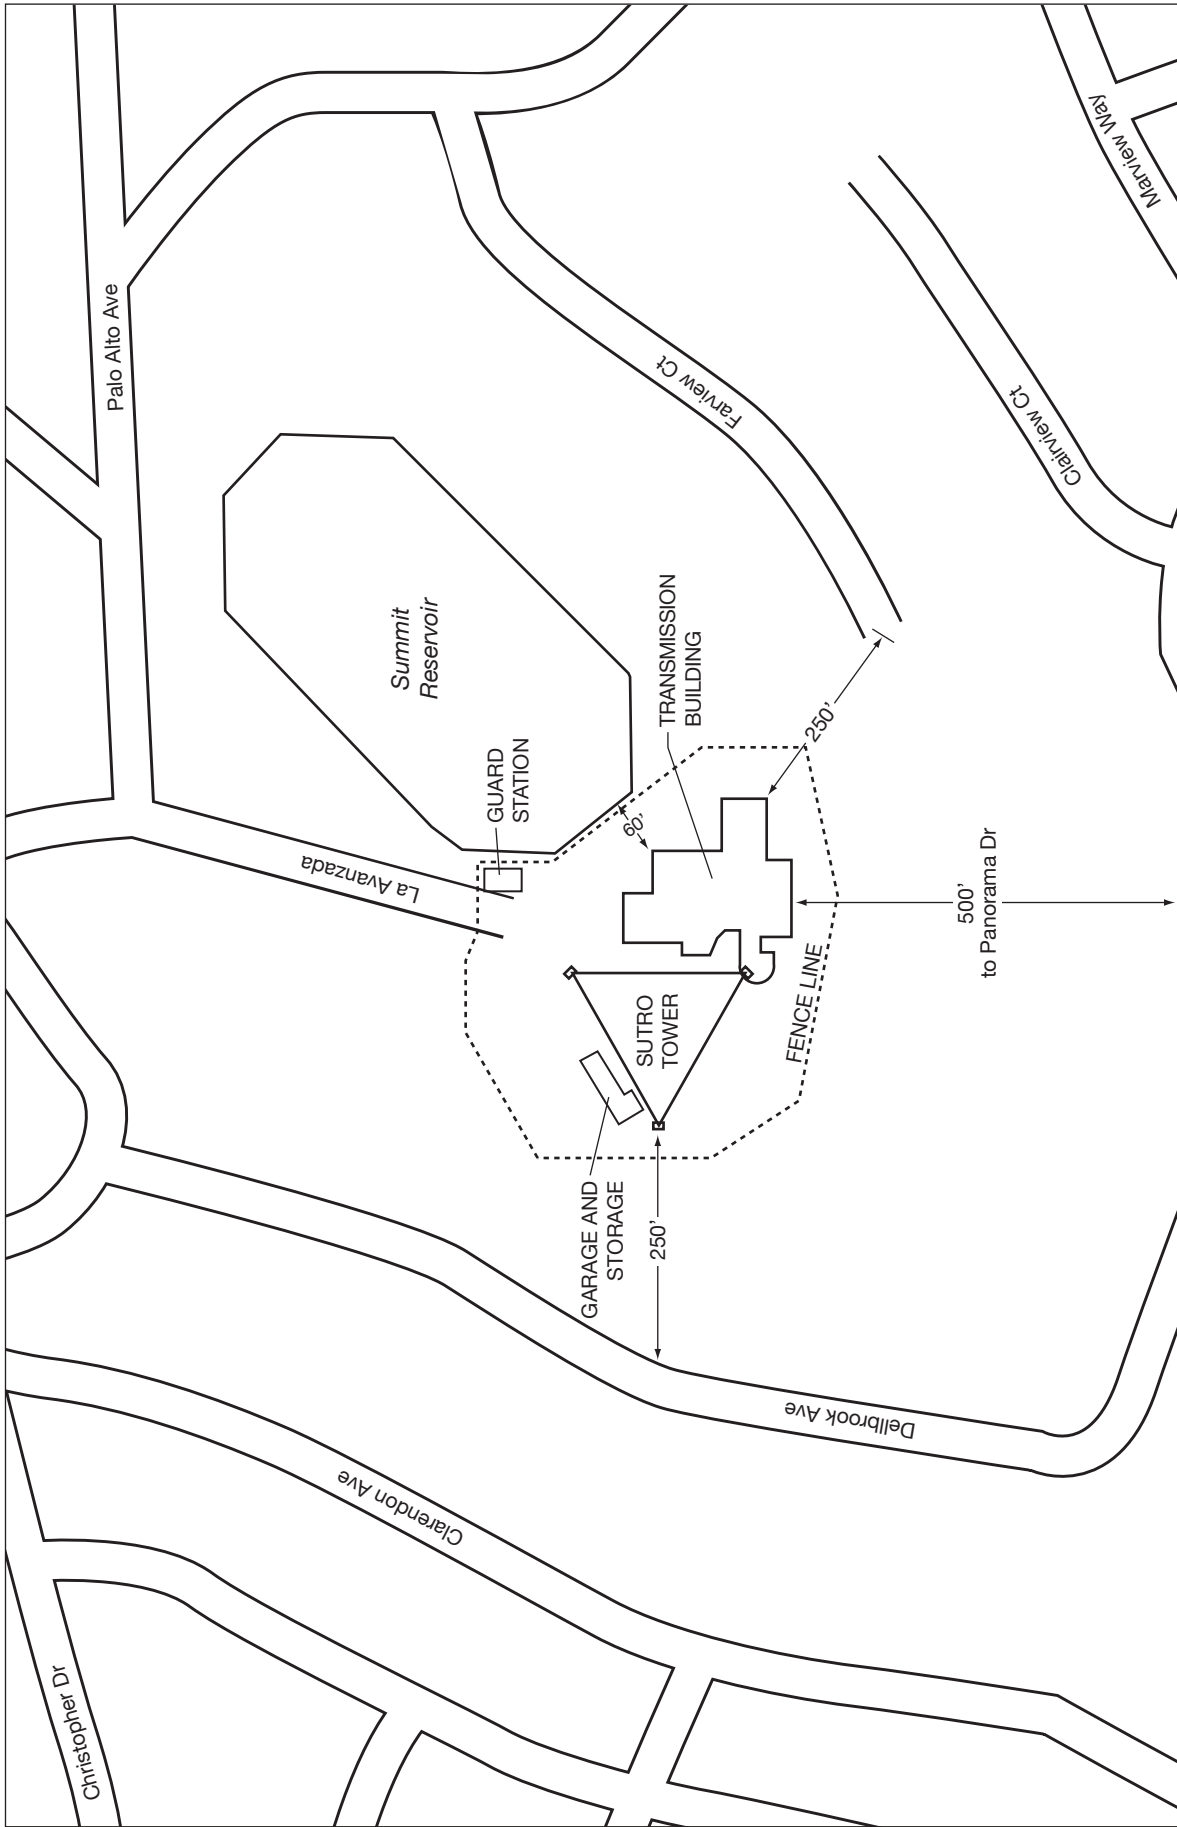 Palo Alto Ave
Marview Way
Farview Ct
Clairview Ct
Summit
Reservoir
TRANSMISSION
BUILDING
GUARD
STATION
La Avanzada
60'
250'
500'
to Panorama Dr
FENCE LINE
SUTRO
TOWER
GARAGE AND
STORAGE
250'
Dellbrook Ave
Clarendon Ave
Christopher Dr